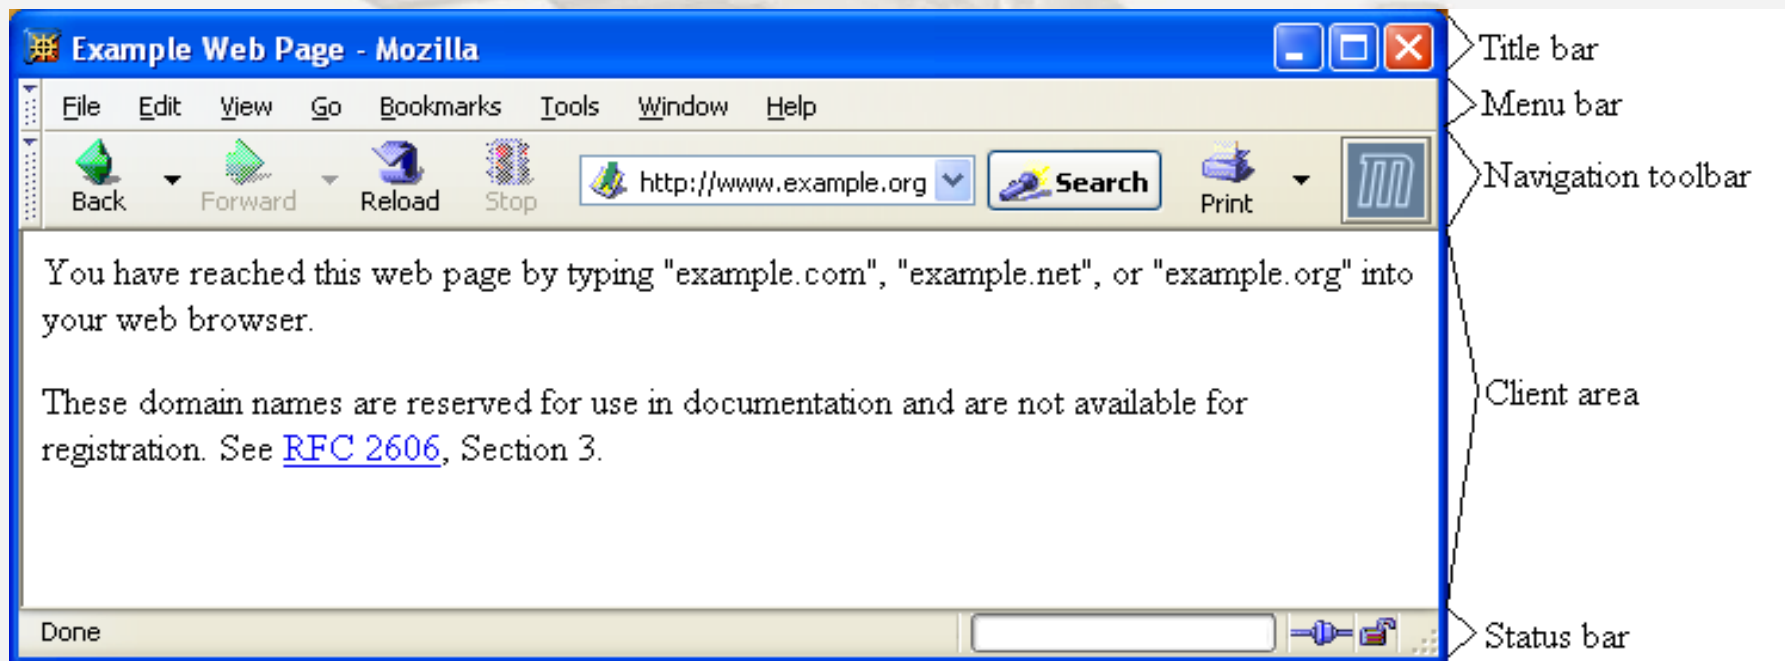 Example Web Page - Mozilla
Title bar
File Edit View Go Bookmarks Tools Window Help
Menu bar
Back Forward Reload Stop http://www.example.org Search Print
Navigation toolbar
You have reached this web page by typing "example.com", "example.net", or "example.org" into
your web browser.
These domain names are reserved for use in documentation and are not available for
registration. See RFC 2606, Section 3.
Client area
Done
Status bar